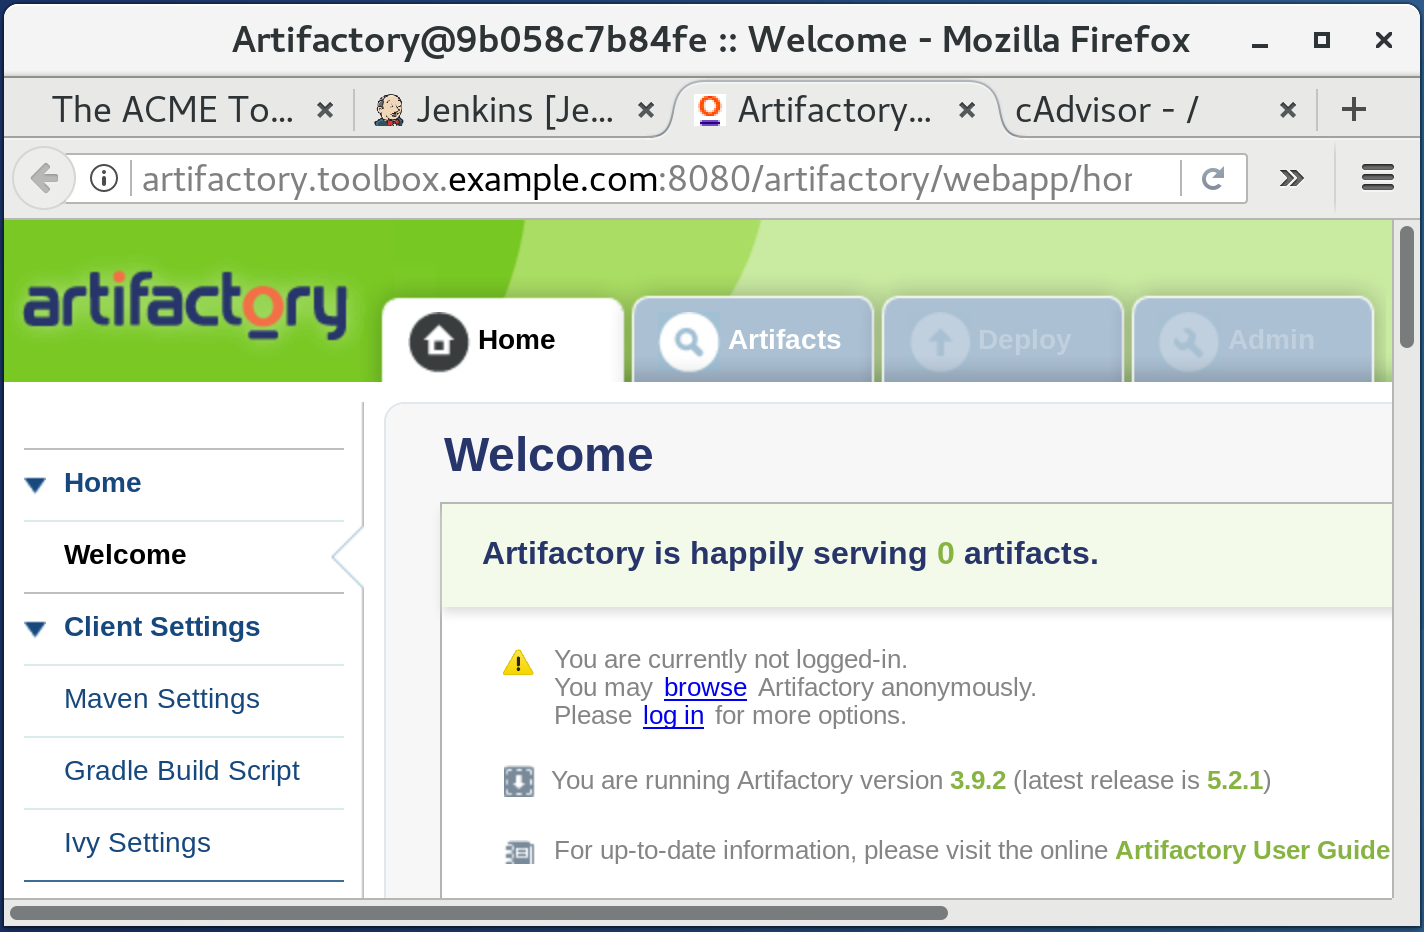 Artifactory@9b058c7b84fe :: Welcome - Mozilla Firefox
The ACME To... Jenkins [Je... Artifactory... cAdvisor - /
artifactory.toolbox.example.com:8080/artifactory/webapp/hor
artifactory
Home Artifacts Deploy Admin
Home
Welcome
Client Settings
Maven Settings
Gradle Build Script
Ivy Settings
Welcome
Artifactory is happily serving 0 artifacts.
You are currently not logged-in.
You may browse Artifactory anonymously.
Please log in for more options.
You are running Artifactory version 3.9.2 (latest release is 5.2.1)
For up-to-date information, please visit the online Artifactory User Guide